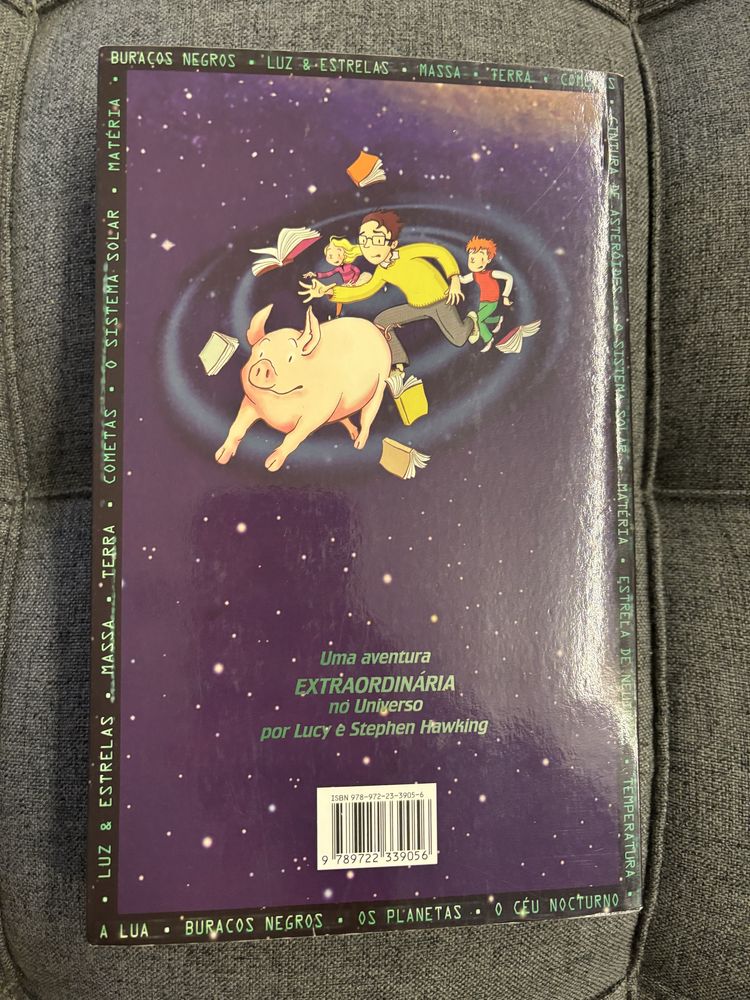 BURACOS NEGROS • LUZ & ESTRELAS • MASSA • TERRA • COMETAS
• CINTURA DE ASTERÓIDES • O SISTEMA SOLAR • MATÉRIA • ESTRELA DE • TEMPERATURA •
• LUZ & ESTRELAS • MASSA • TERRA • COMETAS • O SISTEMA SOLAR • MATÉRIA •
Uma aventura
EXTRAORDINÁRIA
no Universo
por Lucy e Stephen Hawking
ISBN 978-972-23-3905-6
9 789722 339056
A LUA • BURACOS NEGROS • OS PLANETAS • O CÉU NOCTURNO